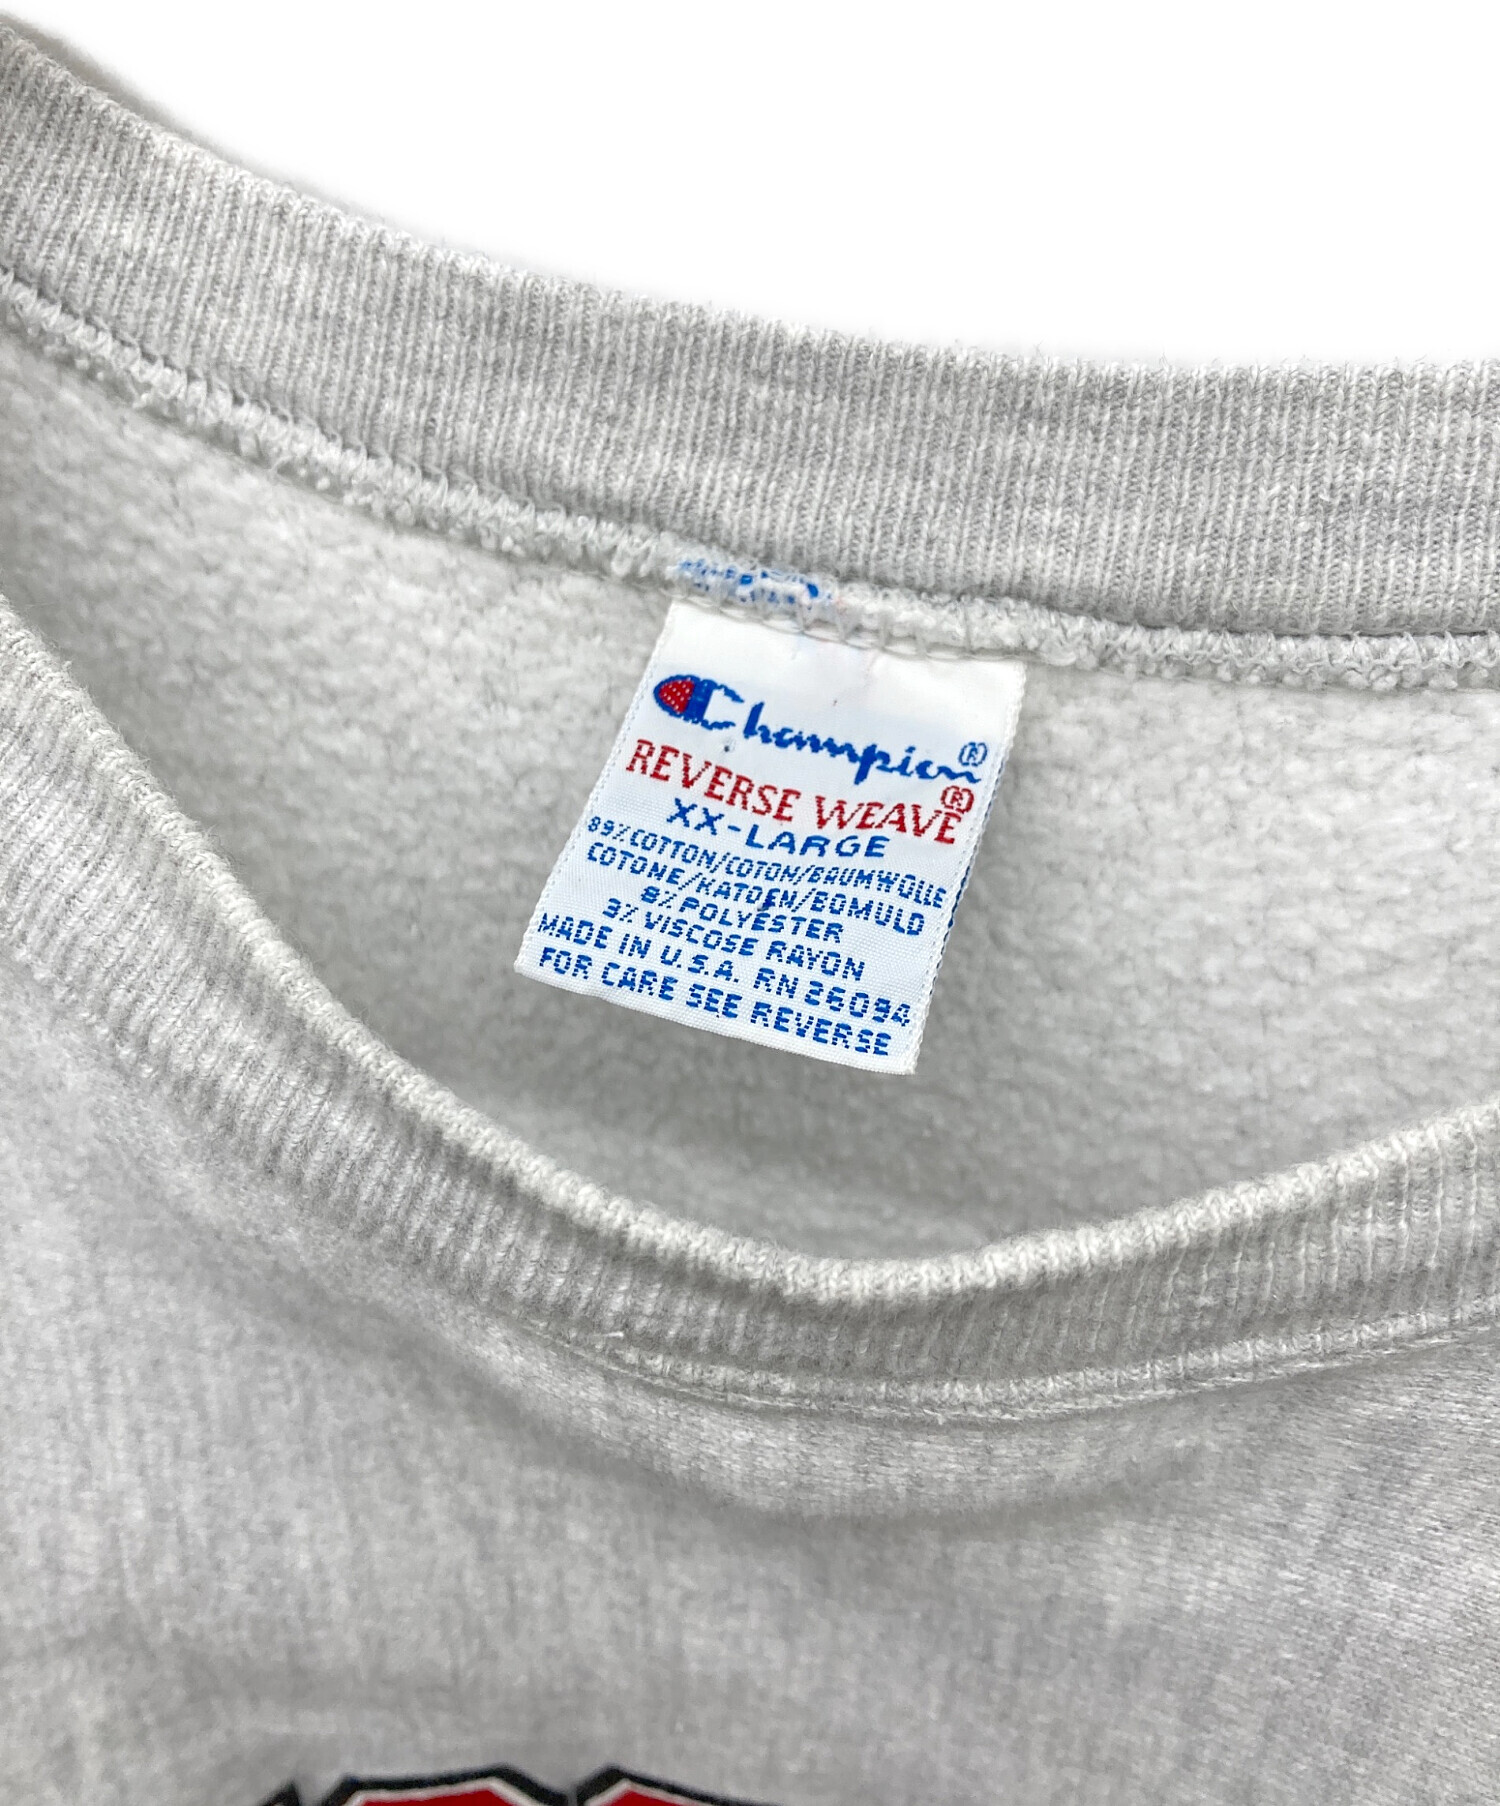 Champion®
REVERSE WEAVE®
XX-LARGE
89% COTTON/COTON/BAUMWOLLE
COTONE/KATOEN/BOMULD
8% POLYESTER
3% VISCOSE RAYON
MADE IN U.S.A. RN 26094
FOR CARE SEE REVERSE